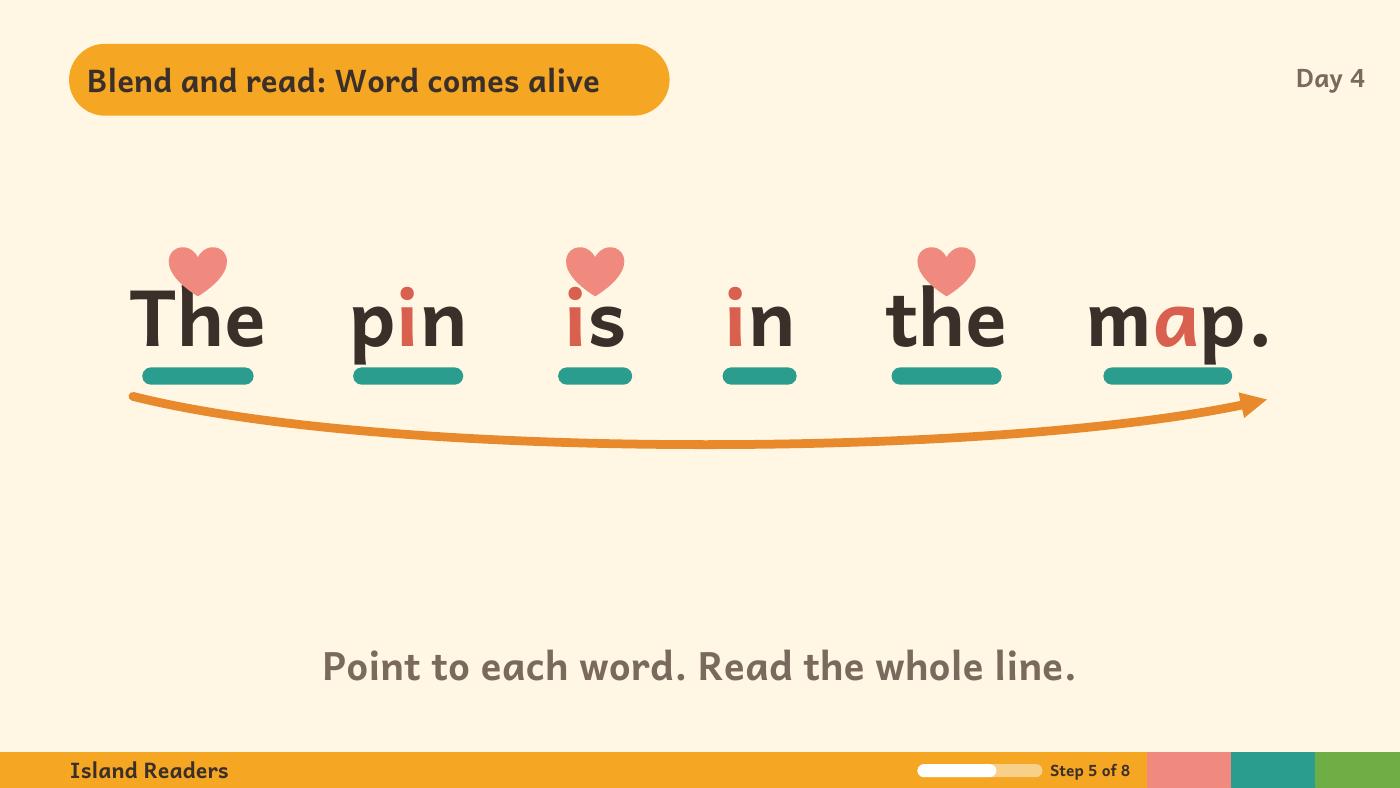 Blend and read: Word comes alive
Day 4
The pin is in the map.
Point to each word. Read the whole line.
Island Readers
Step 5 of 8